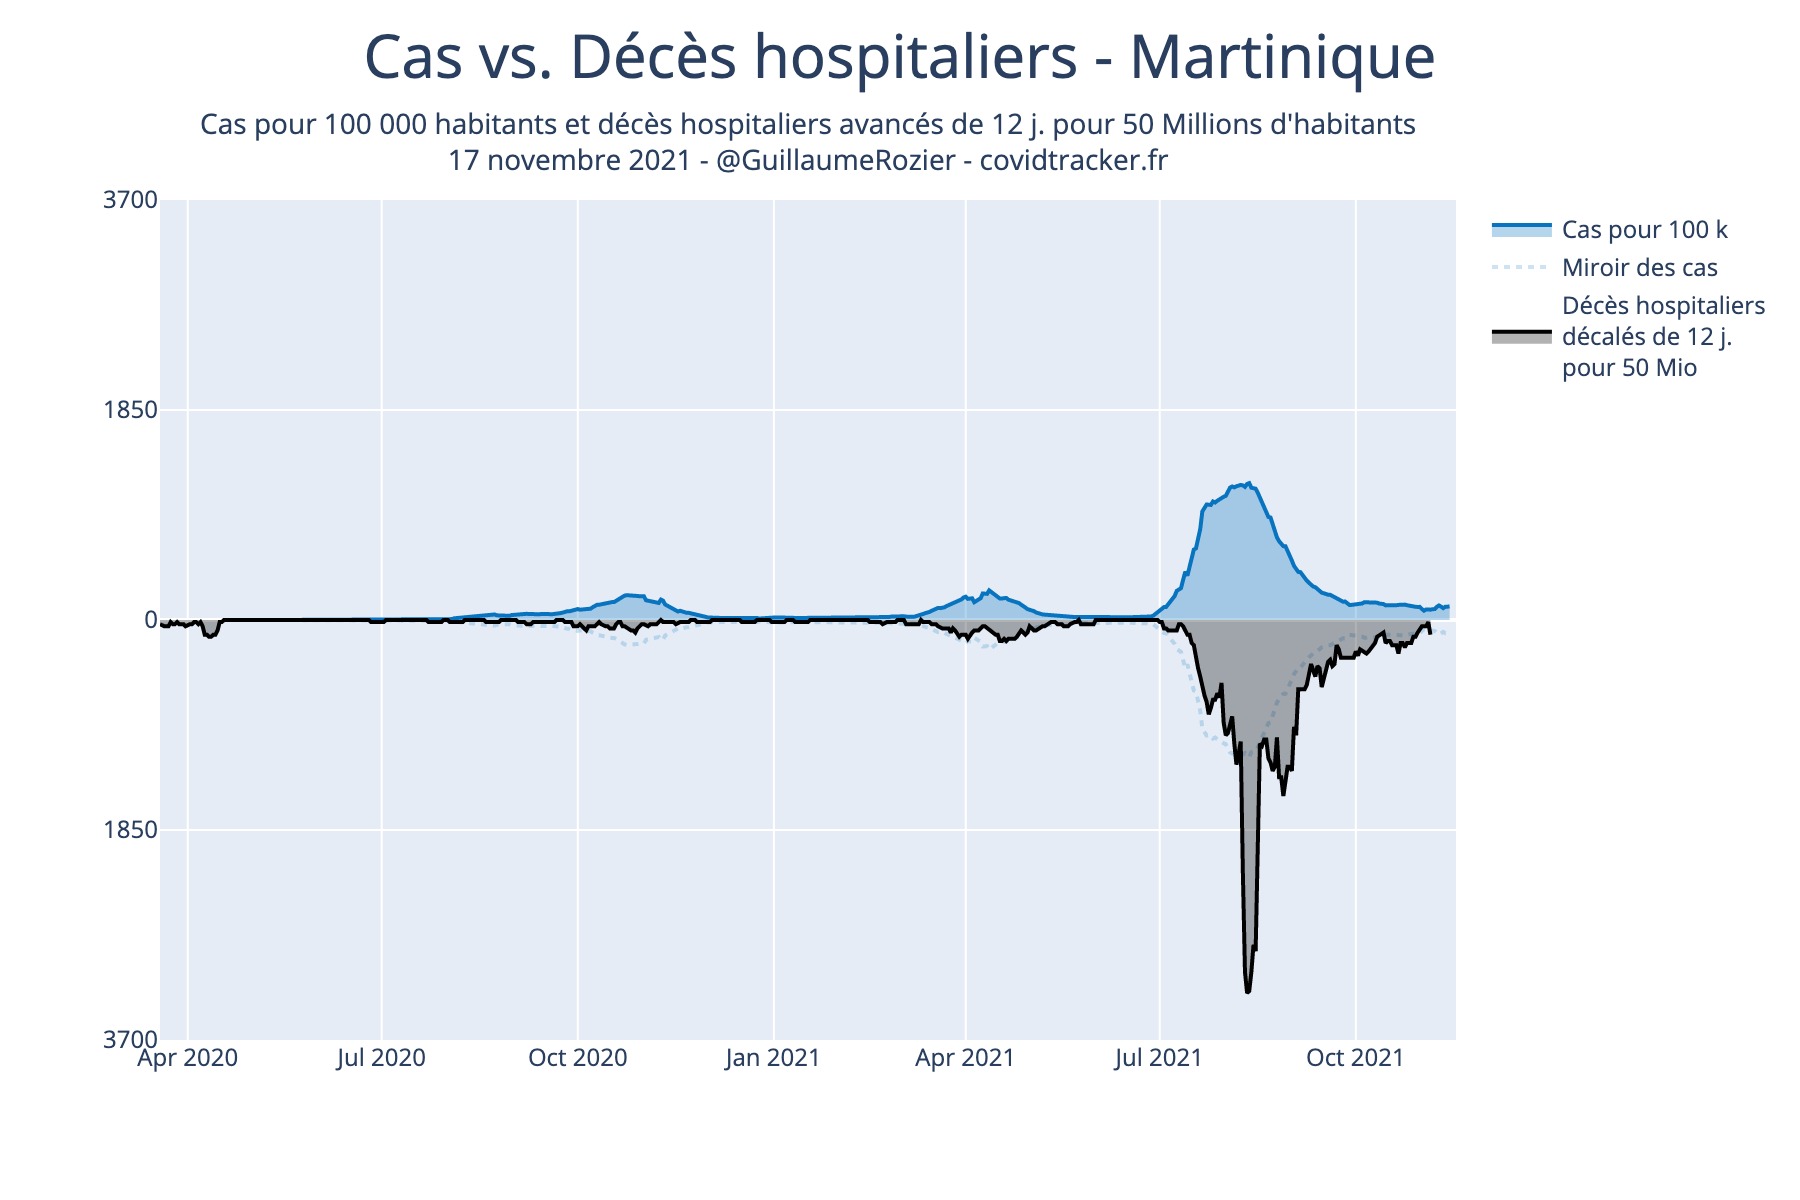 Cas vs. Décès hospitaliers - Martinique
Cas pour 100 000 habitants et décès hospitaliers avancés de 12 j. pour 50 Millions d'habitants
17 novembre 2021 - @GuillaumeRozier - covidtracker.fr
3700
1850
0
1850
3700
Apr 2020
Jul 2020
Oct 2020
Jan 2021
Apr 2021
Jul 2021
Oct 2021
Cas pour 100 k
Miroir des cas
Décès hospitaliers
décalés de 12 j.
pour 50 Mio